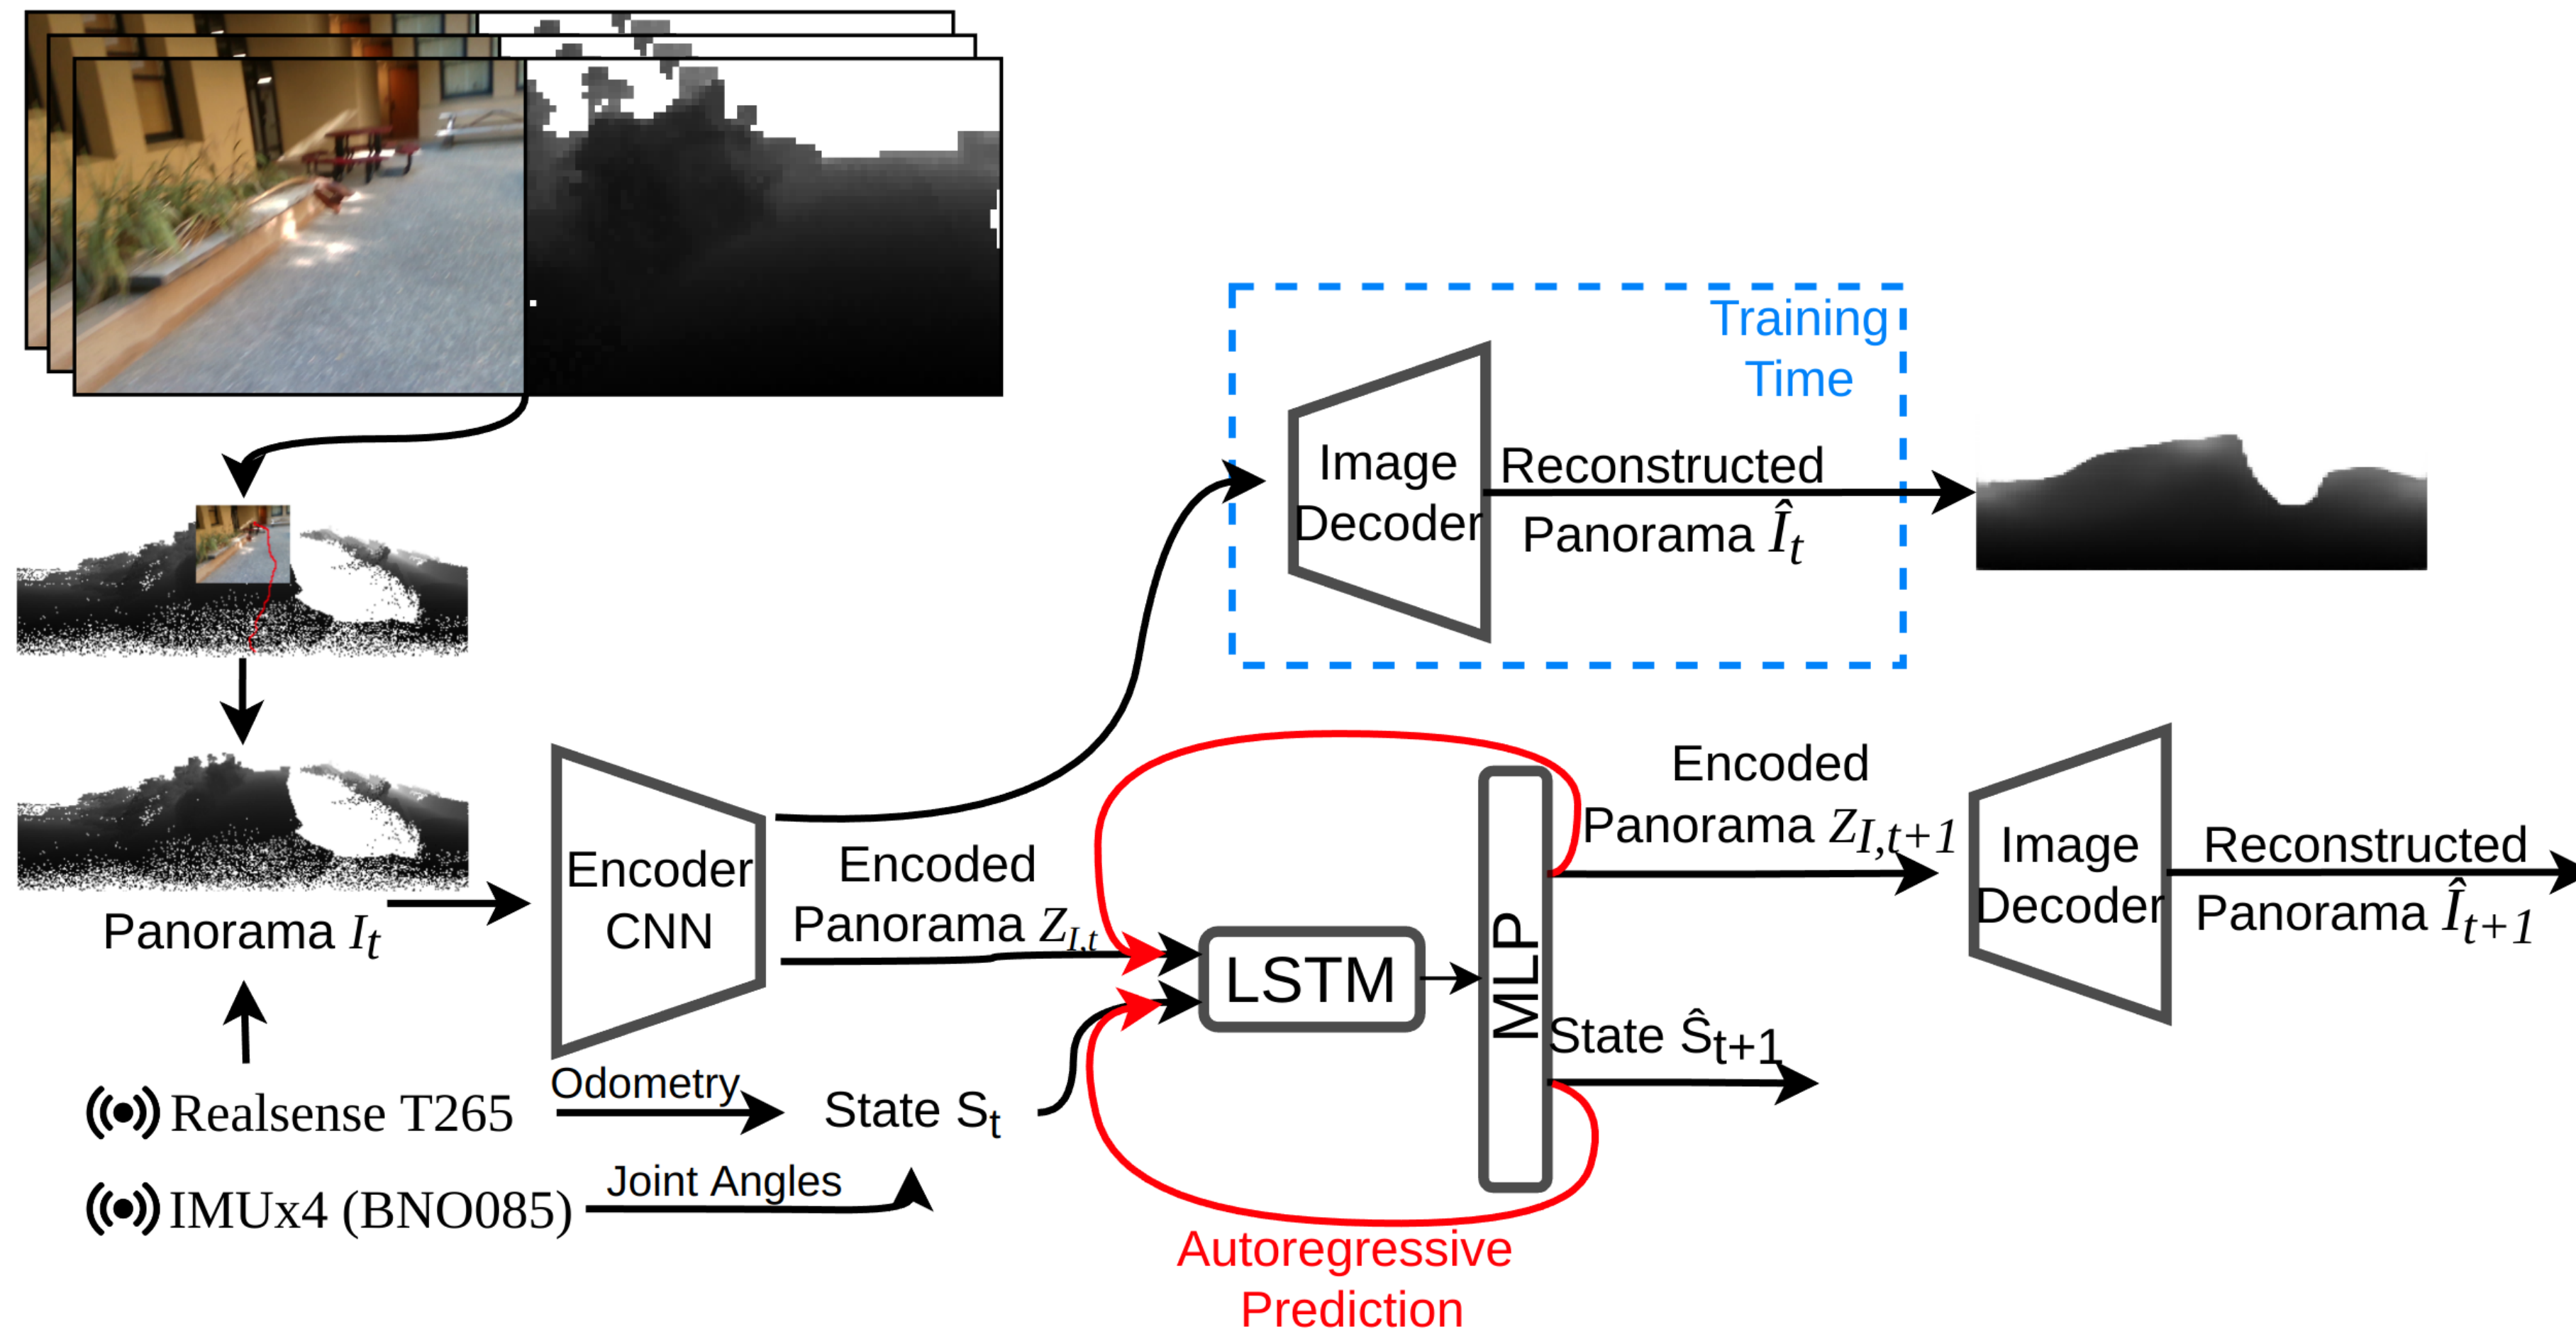 Training
Time
Image
Decoder
Reconstructed
Panorama Î_t
Encoded
Panorama Z_{I,t+1}
Image
Decoder
Reconstructed
Panorama Î_{t+1}
Encoder
CNN
Encoded
Panorama Z_{I,t}
Panorama I_t
LSTM
MLP
State Ŝ_{t+1}
Realsense T265
Odometry
State S_t
IMUx4 (BNO085)
Joint Angles
Autoregressive
Prediction